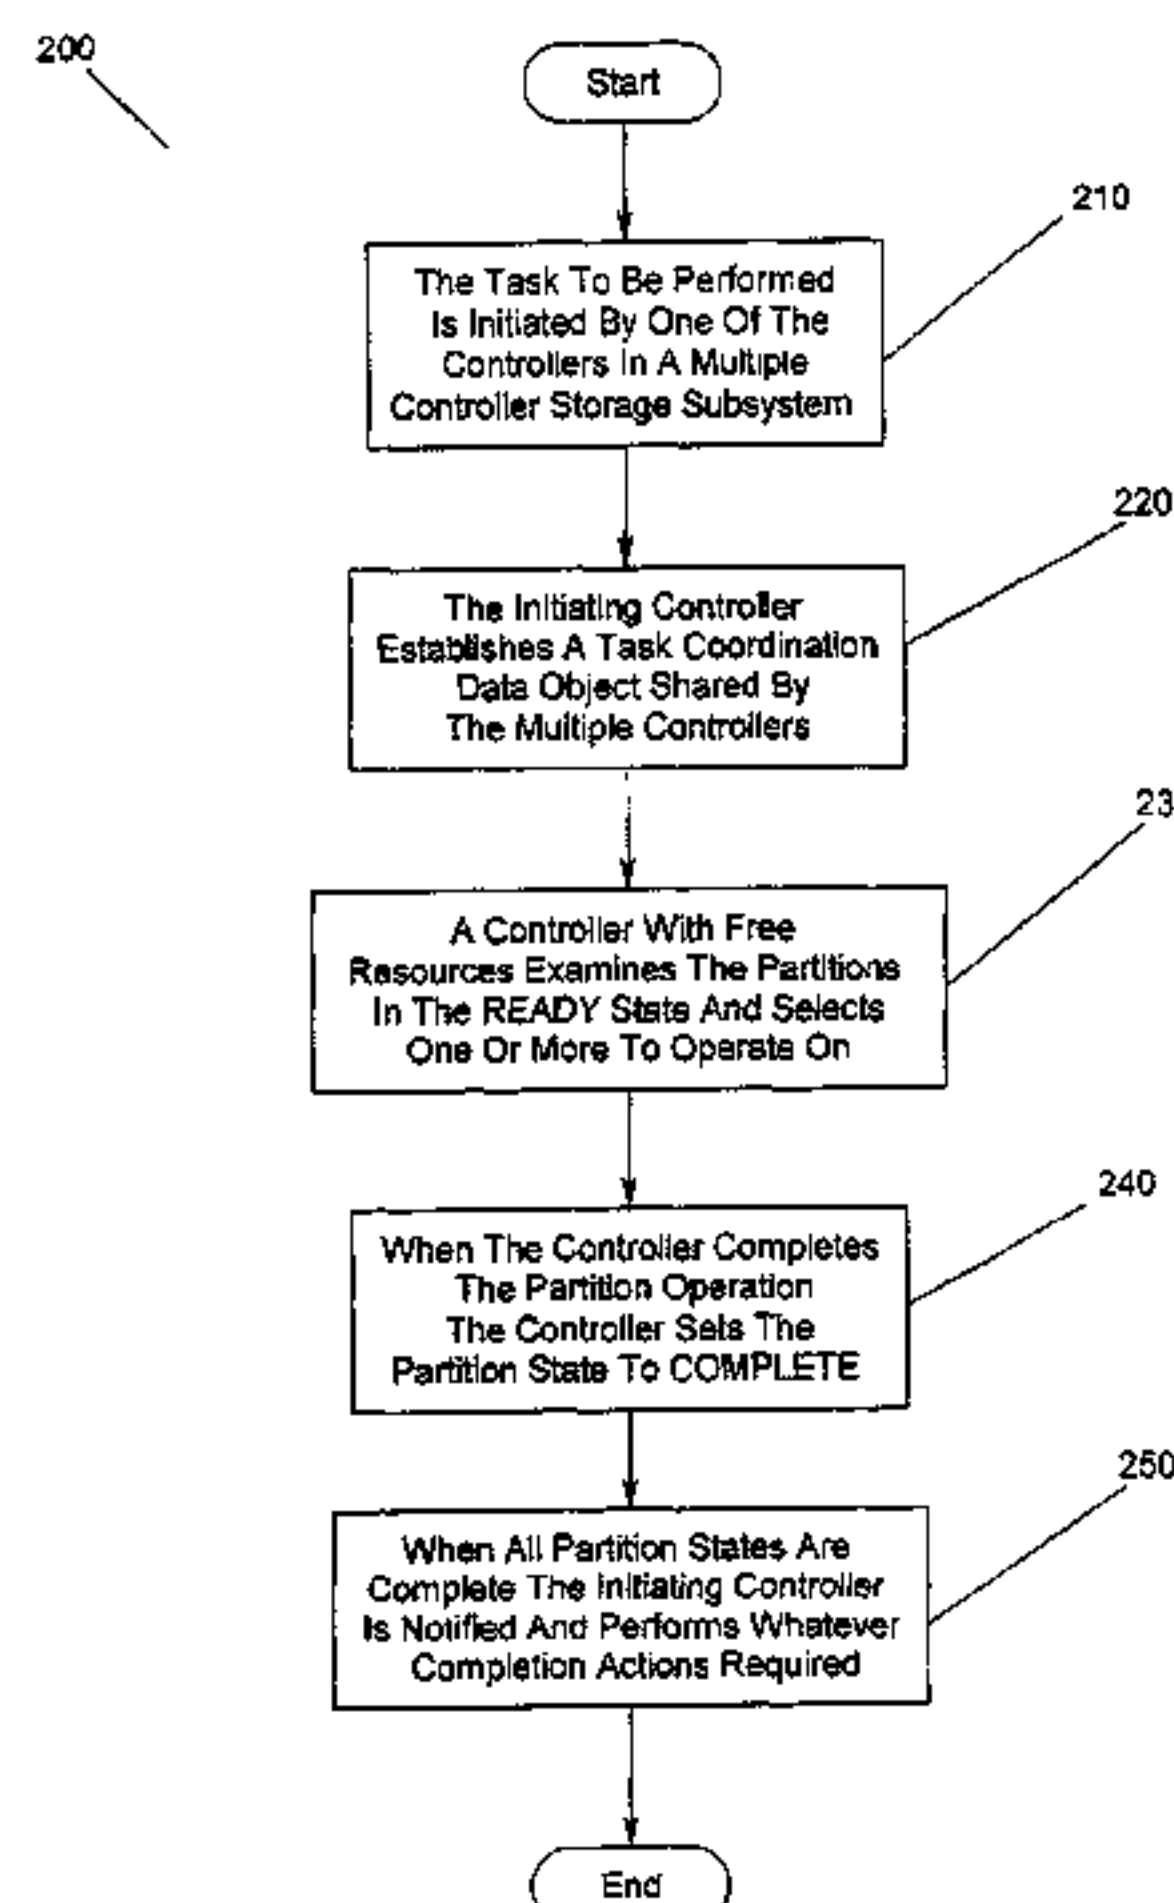 200
Start
210
The Task To Be Performed
Is Initiated By One Of The
Controllers In A Multiple
Controller Storage Subsystem
220
The Initiating Controller
Establishes A Task Coordination
Data Object Shared By
The Multiple Controllers
23
A Controller With Free
Resources Examines The Partitions
In The READY State And Selects
One Or More To Operate On
240
When The Controller Completes
The Partition Operation
The Controller Sets The
Partition State To COMPLETE
250
When All Partition States Are
Complete The Initiating Controller
Is Notified And Performs Whatever
Completion Actions Required
End